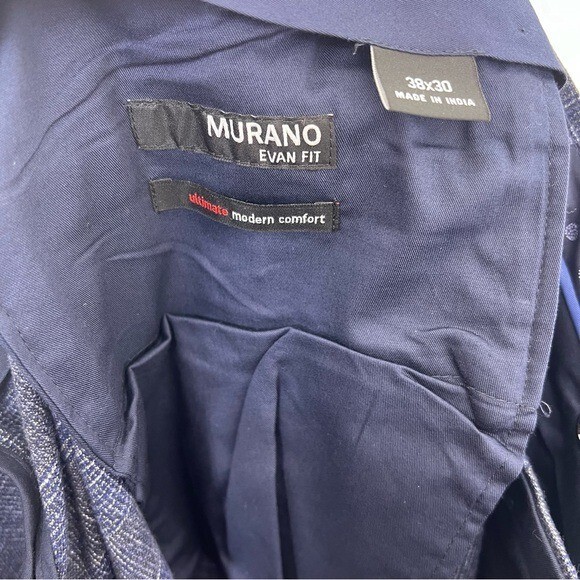 38x30
MADE IN INDIA
MURANO
EVAN FIT
ultimate modern comfort